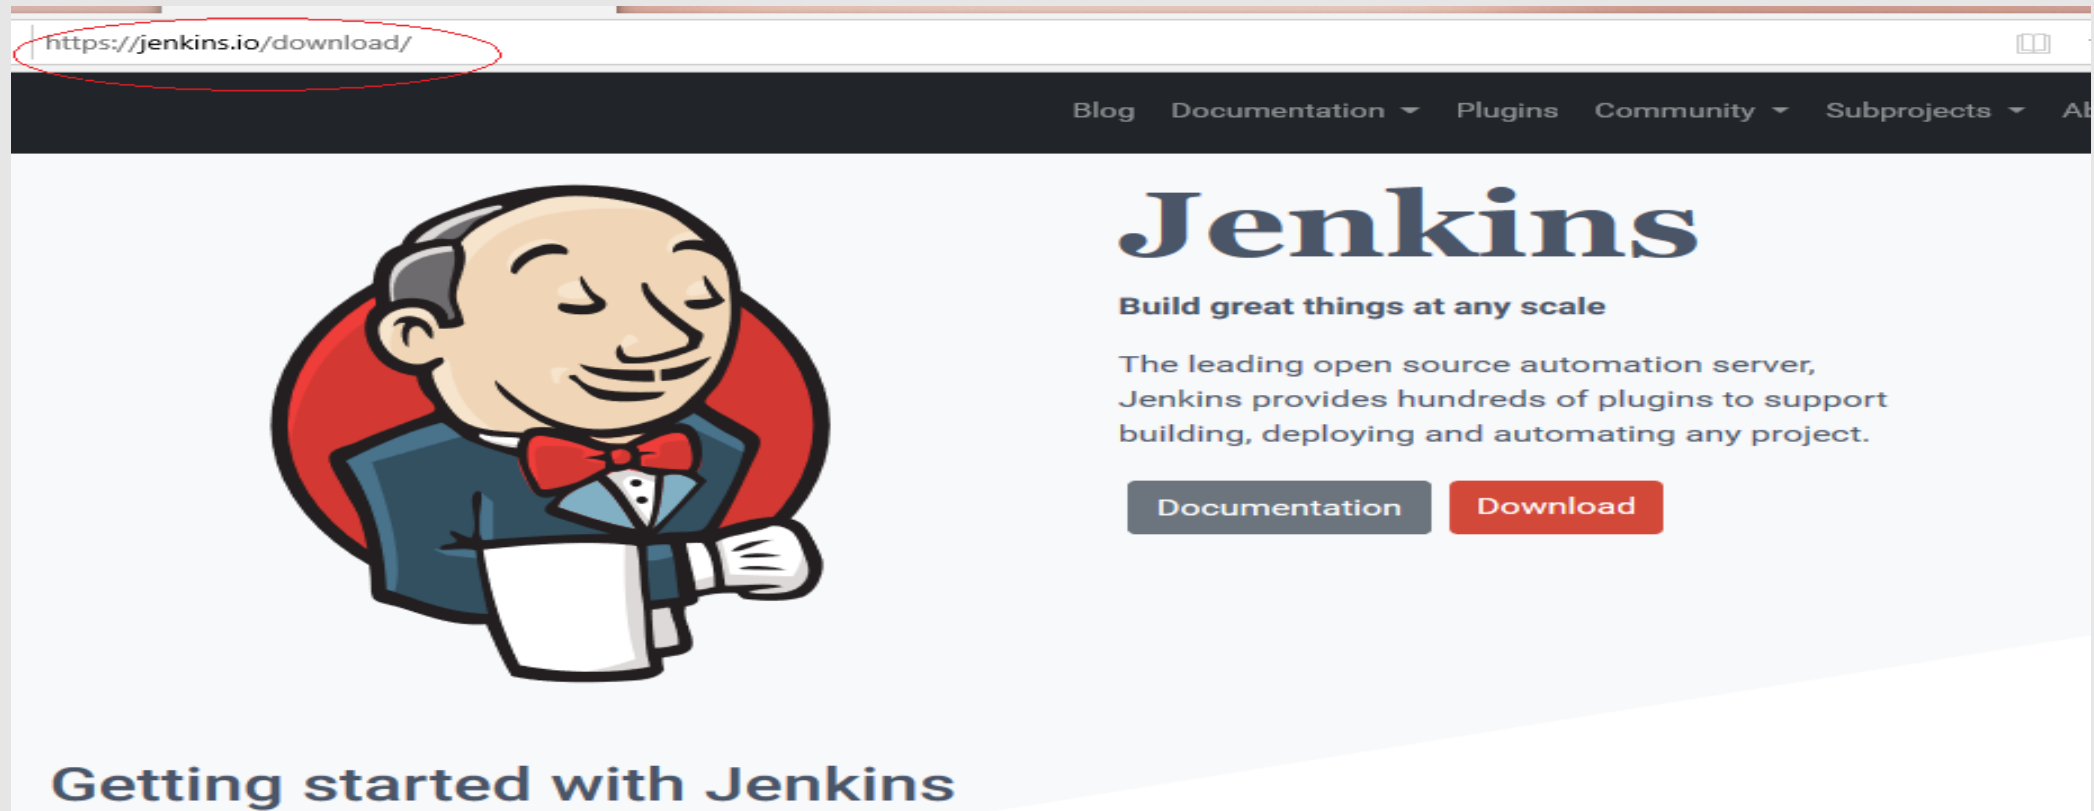 https://jenkins.io/download/
Blog Documentation Plugins Community Subprojects
Jenkins
Build great things at any scale
The leading open source automation server,
Jenkins provides hundreds of plugins to support
building, deploying and automating any project.
Documentation Download
Getting started with Jenkins